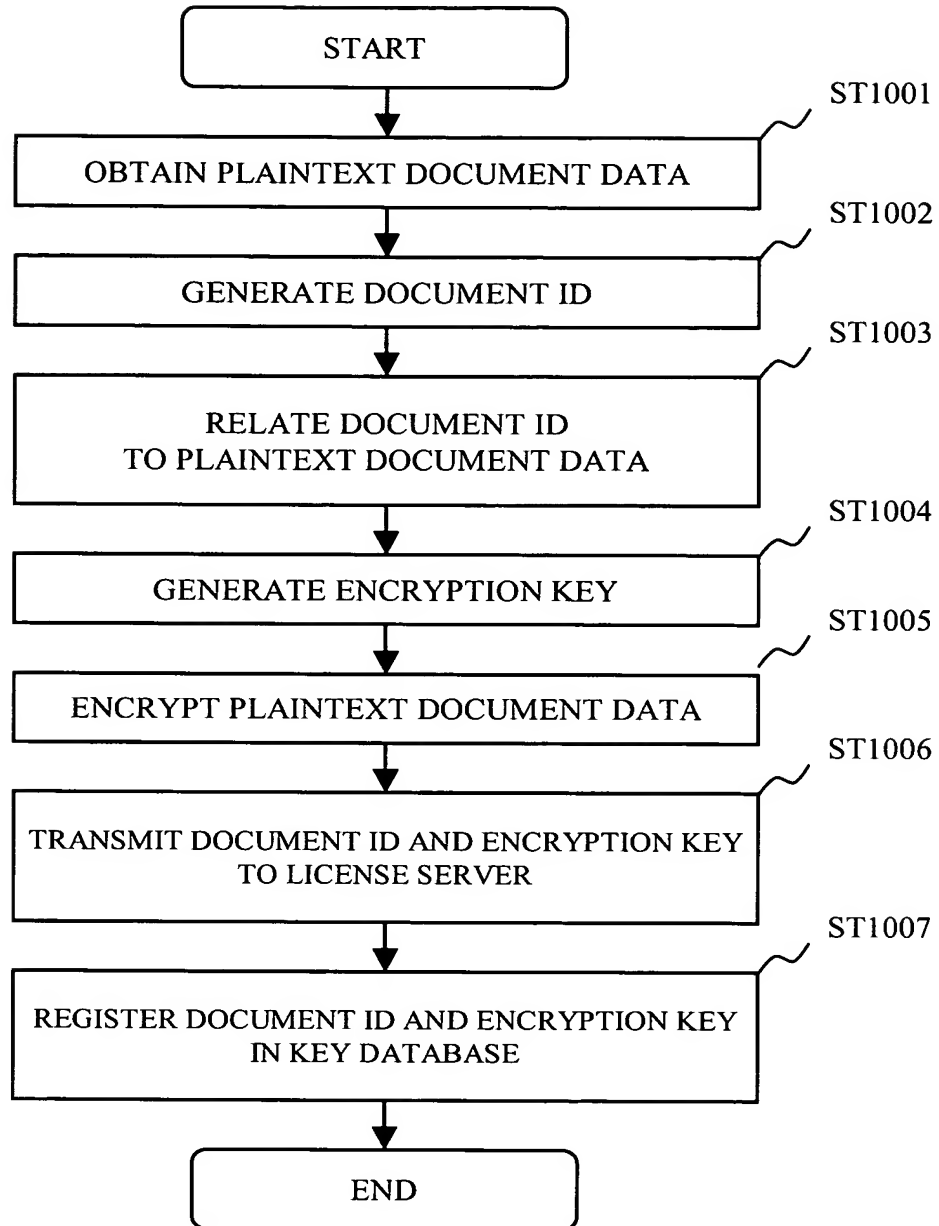 START
ST1001
OBTAIN PLAINTEXT DOCUMENT DATA
ST1002
GENERATE DOCUMENT ID
ST1003
RELATE DOCUMENT ID
TO PLAINTEXT DOCUMENT DATA
ST1004
GENERATE ENCRYPTION KEY
ST1005
ENCRYPT PLAINTEXT DOCUMENT DATA
ST1006
TRANSMIT DOCUMENT ID AND ENCRYPTION KEY
TO LICENSE SERVER
ST1007
REGISTER DOCUMENT ID AND ENCRYPTION KEY
IN KEY DATABASE
END